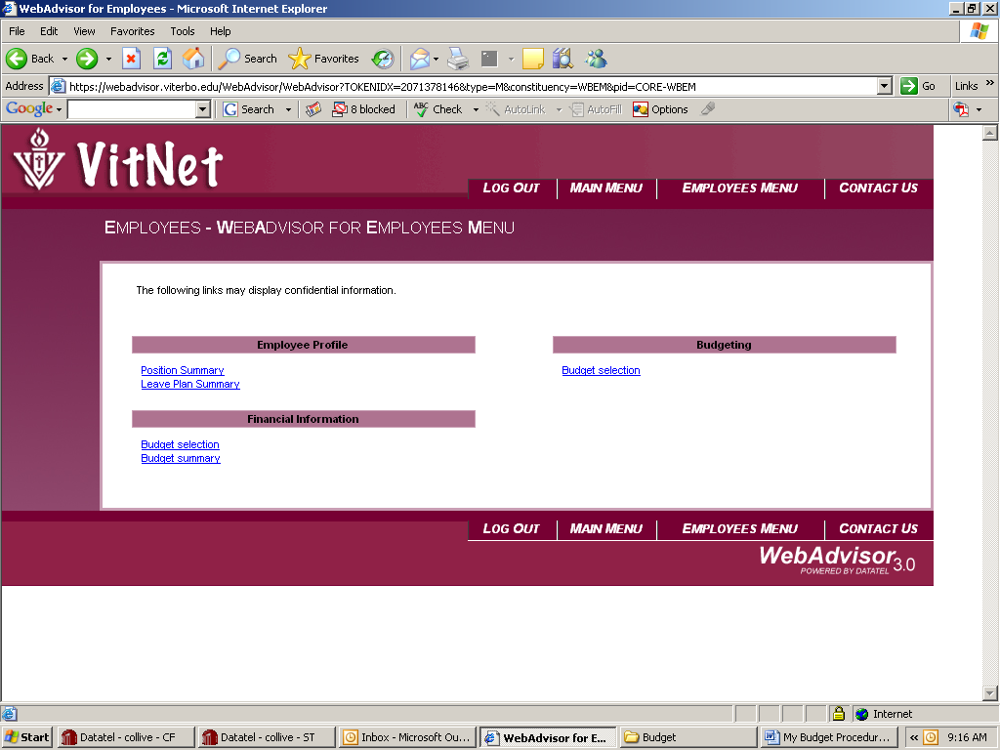 WebAdvisor for Employees - Microsoft Internet Explorer
File Edit View Favorites Tools Help
Back Search Favorites
Address https://webadvisor.viterbo.edu/WebAdvisor/WebAdvisor?TOKENIDX=2071378146&type=M&constituency=WBEM&pid=CORE-WBEM Go Links »
Google Search 8 blocked ABC Check AutoLink AutoFill Options
VitNet
LOG OUT MAIN MENU EMPLOYEES MENU CONTACT US
EMPLOYEES - WEBADVISOR FOR EMPLOYEES MENU
The following links may display confidential information.
Employee Profile
Position Summary
Leave Plan Summary
Financial Information
Budget selection
Budget summary
Budgeting
Budget selection
LOG OUT MAIN MENU EMPLOYEES MENU CONTACT US
WebAdvisor 3.0
POWERED BY DATATEL
Internet
Start Datatel - collive - CF Datatel - collive - ST Inbox - Microsoft Ou... WebAdvisor for E... Budget My Budget Procedur... « 9:16 AM